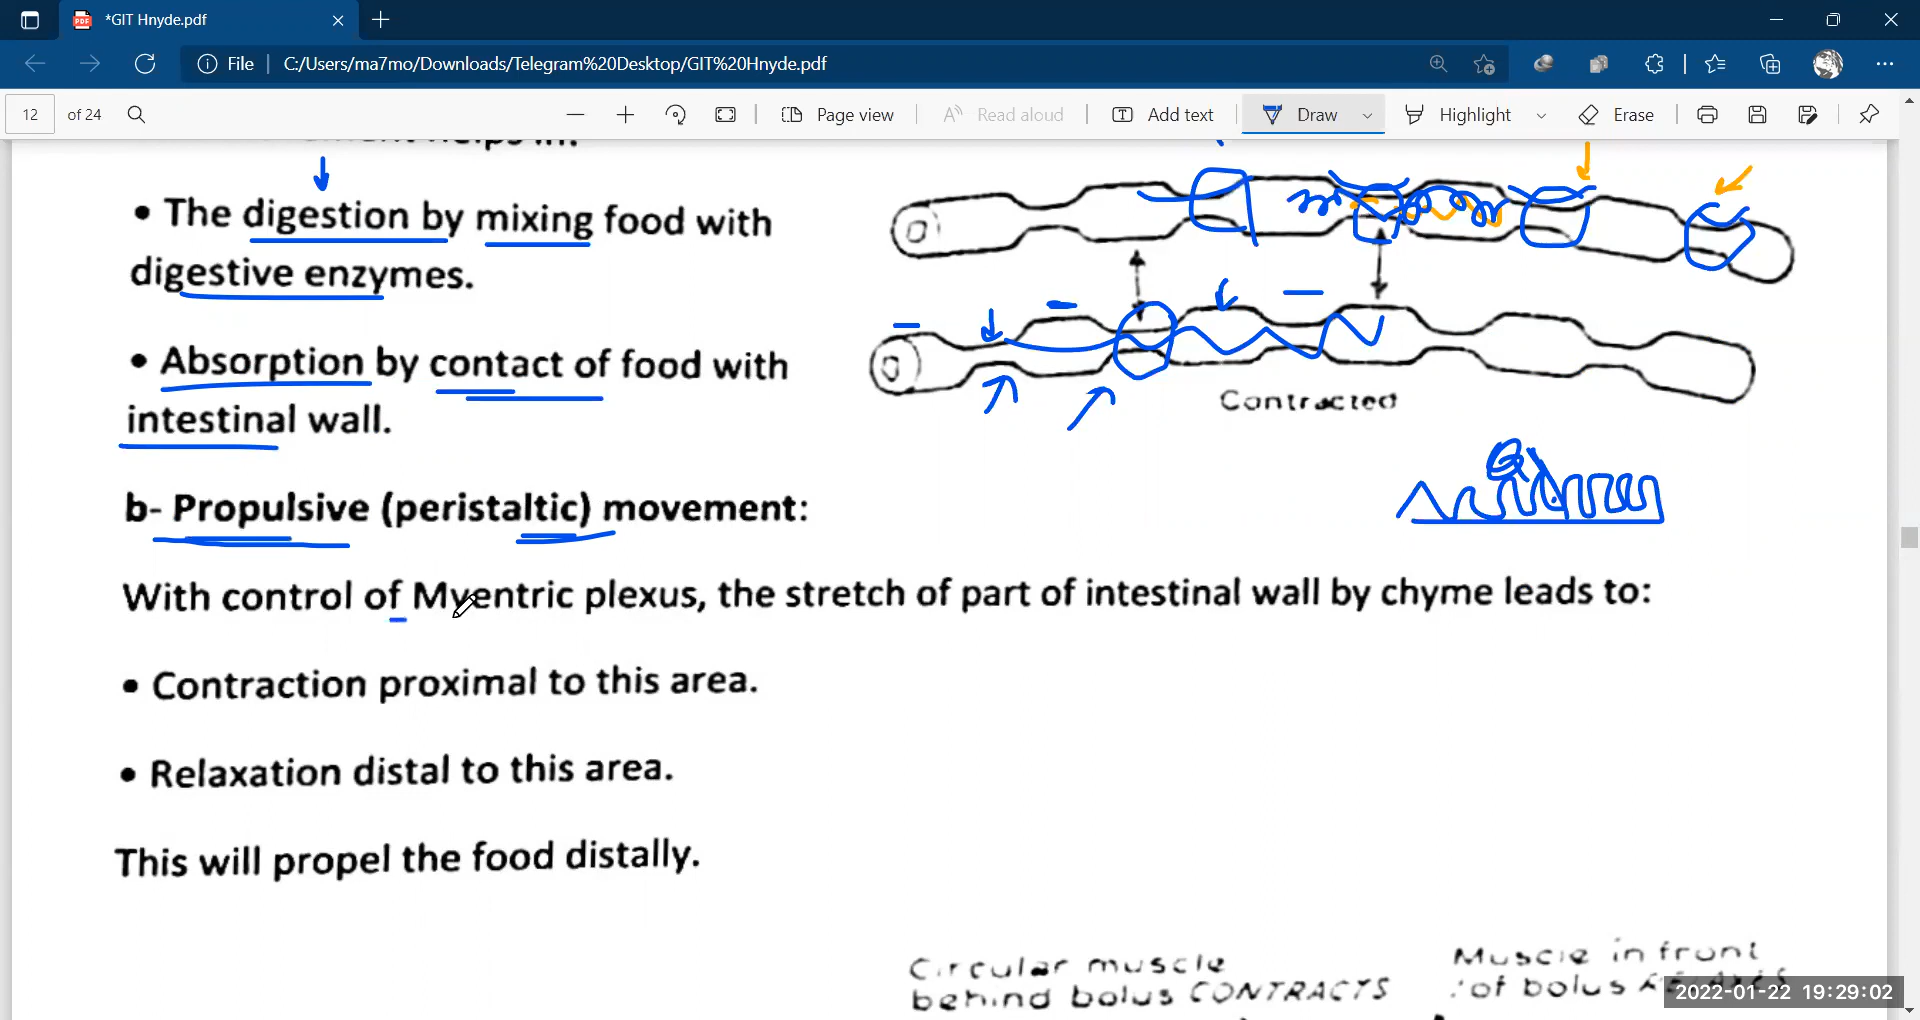 *GIT Hnyde.pdf
File
C:/Users/ma7mo/Downloads/Telegram%20Desktop/GIT%20Hnyde.pdf
12 of 24
Page view
Read aloud
Add text
Draw
Highlight
Erase
helps in:
• The digestion by mixing food with
digestive enzymes.
• Absorption by contact of food with
intestinal wall.
Contracted
b- Propulsive (peristaltic) movement:
With control of Myentric plexus, the stretch of part of intestinal wall by chyme leads to:
• Contraction proximal to this area.
• Relaxation distal to this area.
This will propel the food distally.
Circular muscle
behind bolus CONTRACTS
Muscle in front
of bolus
2022-01-22 19:29:02